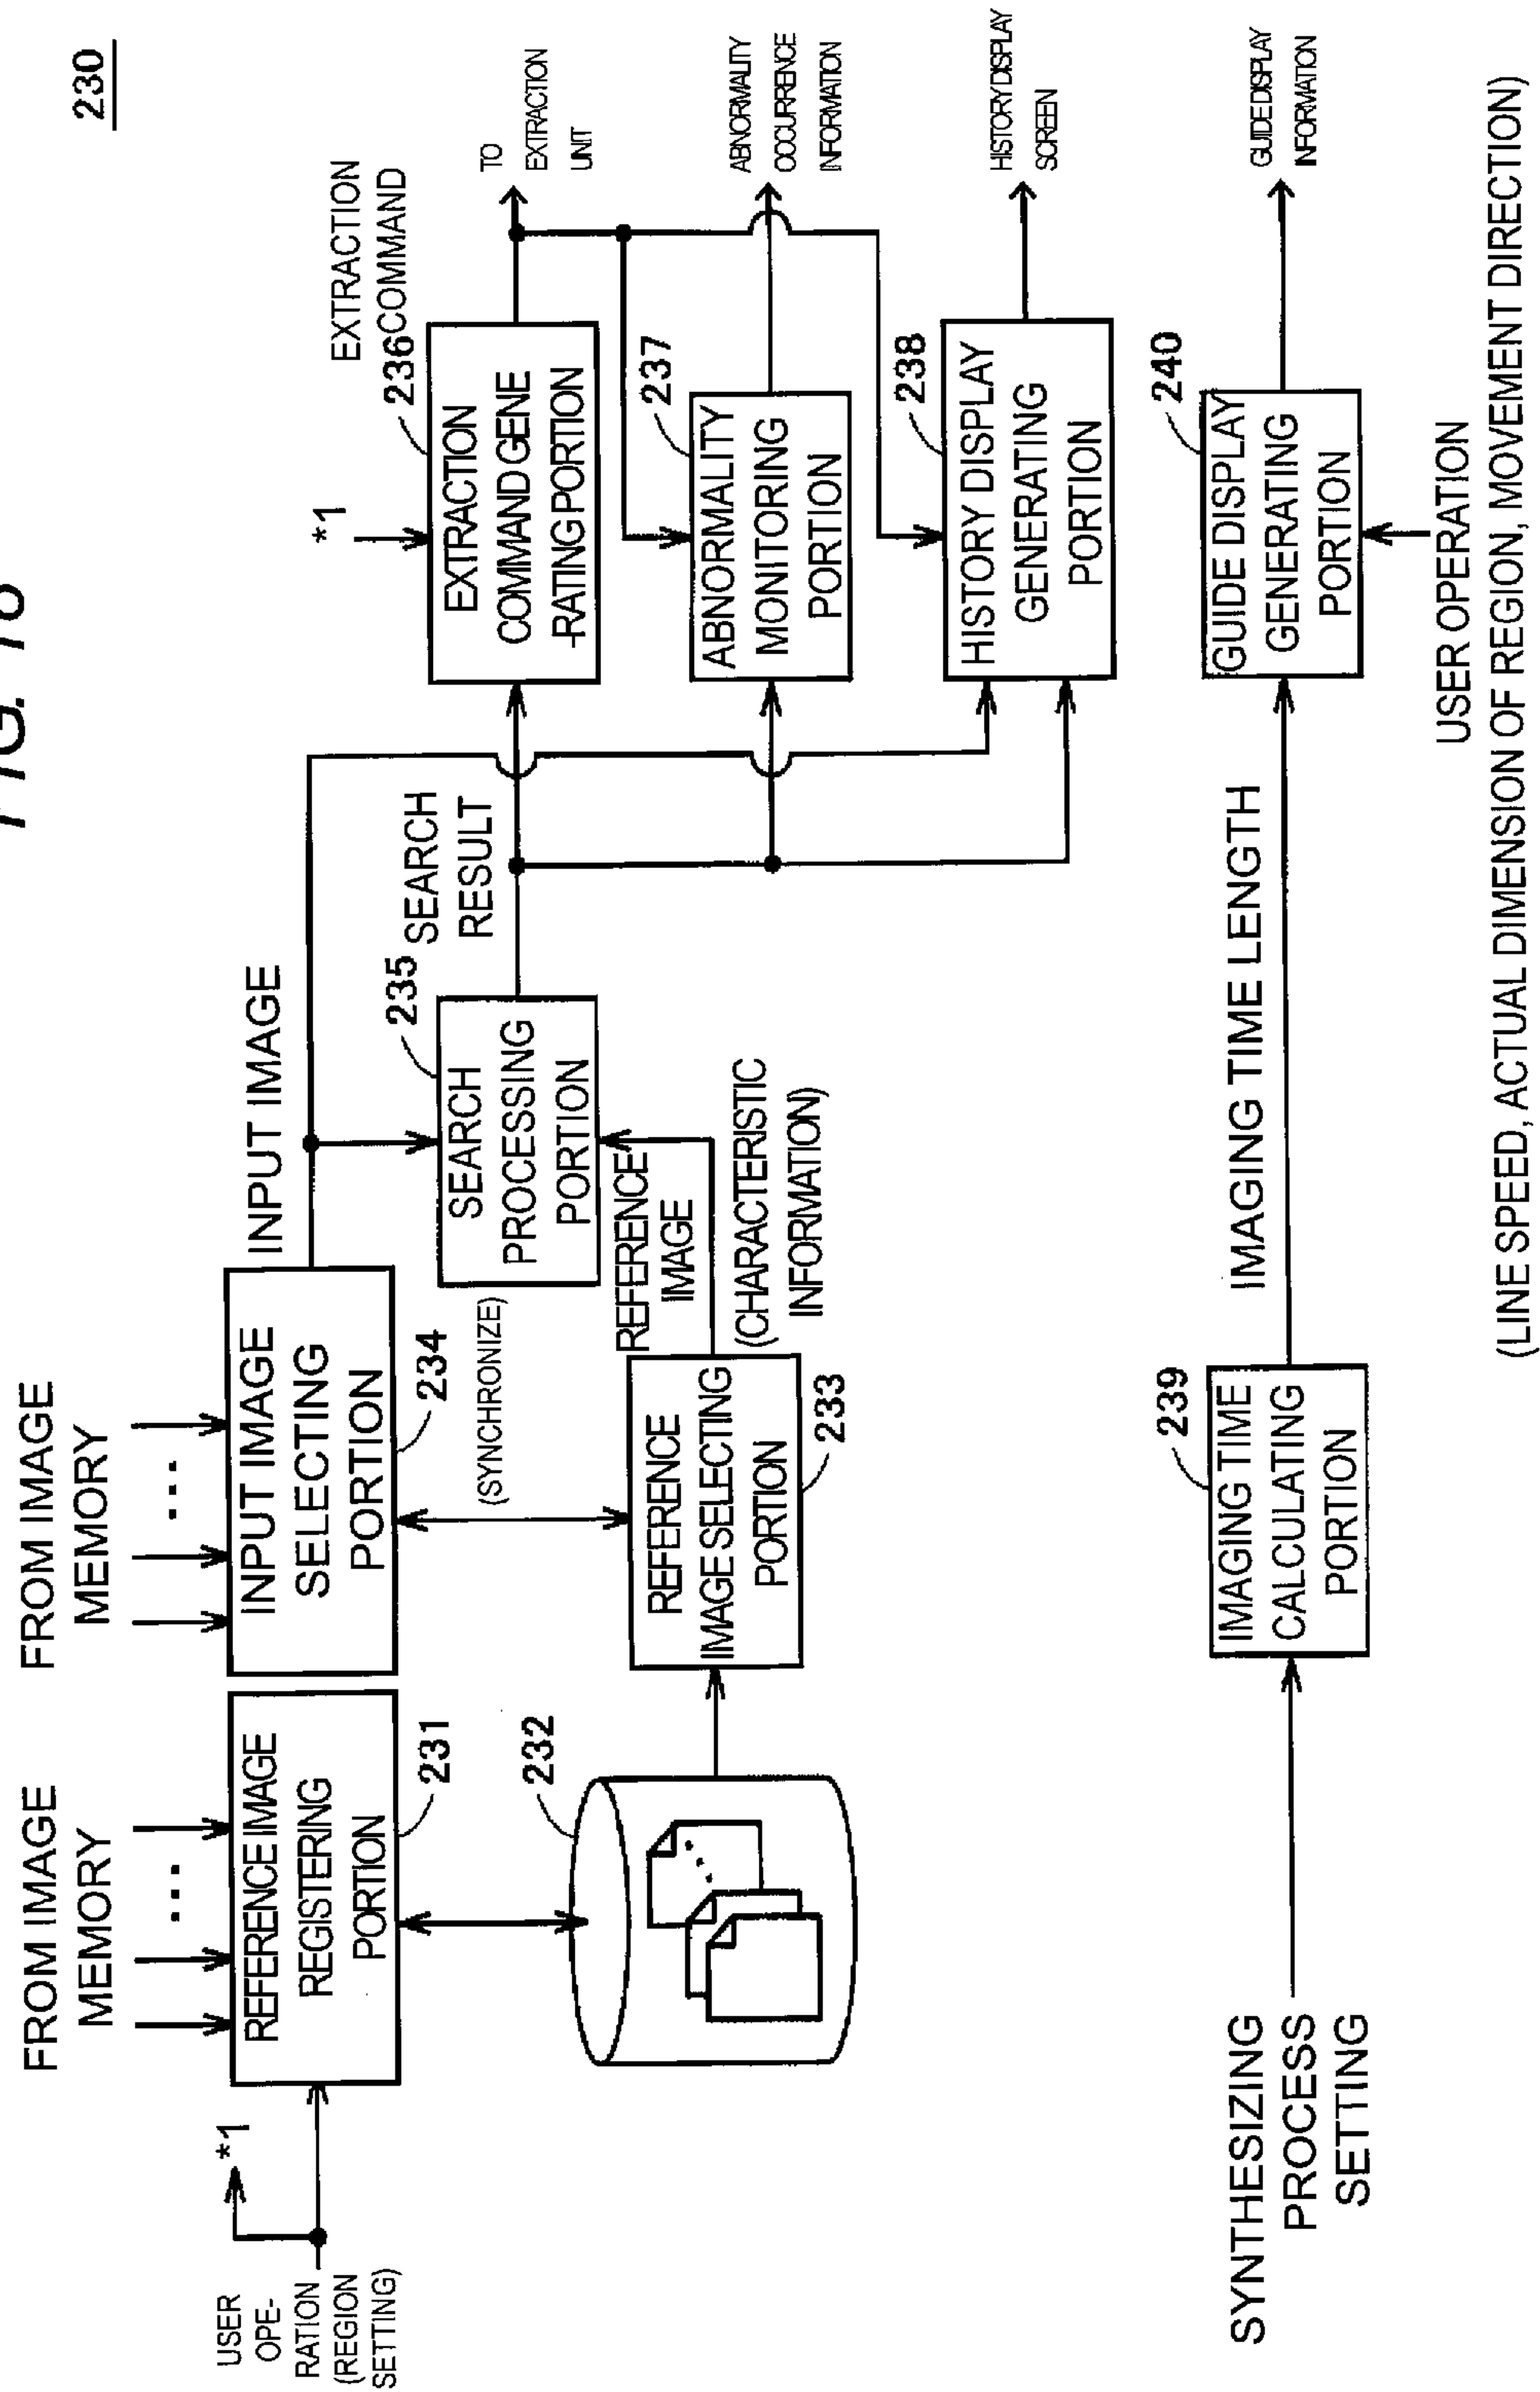 FIG.
230
FROM IMAGE
MEMORY
...
FROM IMAGE
MEMORY
...
USER
OPE-
RATION
(REGION
SETTING)
*1
REFERENCE IMAGE
REGISTERING
PORTION
231
232
INPUT IMAGE
SELECTING
PORTION
234
(SYNCHRONIZE)
REFERENCE
IMAGE SELECTING
PORTION
233
INPUT IMAGE
SEARCH
PROCESSING
PORTION
235
REFERENCE
IMAGE
(CHARACTERISTIC
INFORMATION)
SEARCH
RESULT
*1
EXTRACTION
COMMAND GENE
-RATING PORTION
236
EXTRACTION
COMMAND
TO
EXTRACTION
UNIT
ABNORMALITY
MONITORING
PORTION
237
ABNORMALITY
OCCURRENCE
INFORMATION
HISTORY DISPLAY
GENERATING
PORTION
238
HISTORY DISPLAY
SCREEN
SYNTHESIZING
PROCESS
SETTING
IMAGING TIME
CALCULATING
PORTION
239
IMAGING TIME LENGTH
GUIDE DISPLAY
GENERATING
PORTION
240
GUIDE DISPLAY
INFORMATION
USER OPERATION
(LINE SPEED, ACTUAL DIMENSION OF REGION, MOVEMENT DIRECTION)